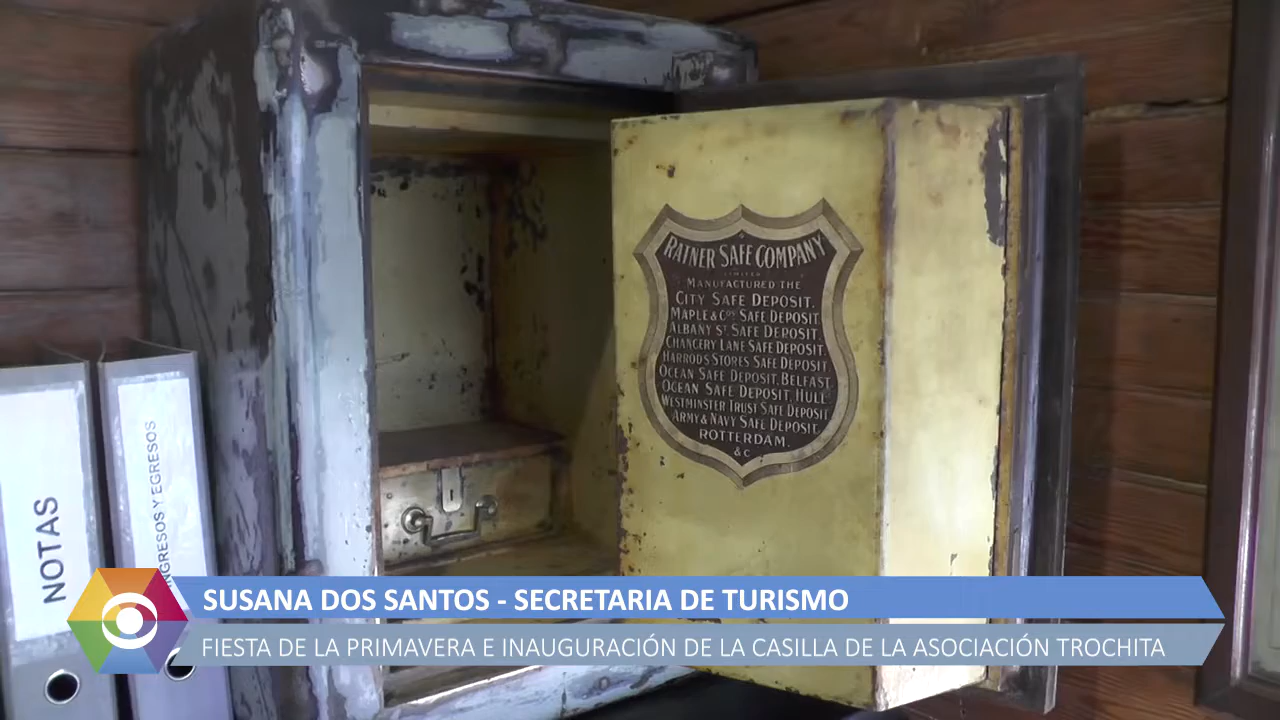 RATNER SAFE COMPANY
LIMITED
MANUFACTURED THE
CITY SAFE DEPOSIT.
MAPLE & COYS SAFE DEPOSIT.
ALBANY ST. SAFE DEPOSIT.
CHANCERY LANE SAFE DEPOSIT.
HARRODS STORES SAFE DEPOSIT.
OCEAN SAFE DEPOSIT, BELFAST.
OCEAN SAFE DEPOSIT, HULL.
WESTMINSTER TRUST SAFE DEPOSIT.
ARMY & NAVY SAFE DEPOSIT.
ROTTERDAM.
&C
NOTAS
INGRESOS Y EGRESOS
SUSANA DOS SANTOS - SECRETARIA DE TURISMO
FIESTA DE LA PRIMAVERA E INAUGURACIÓN DE LA CASILLA DE LA ASOCIACIÓN TROCHITA